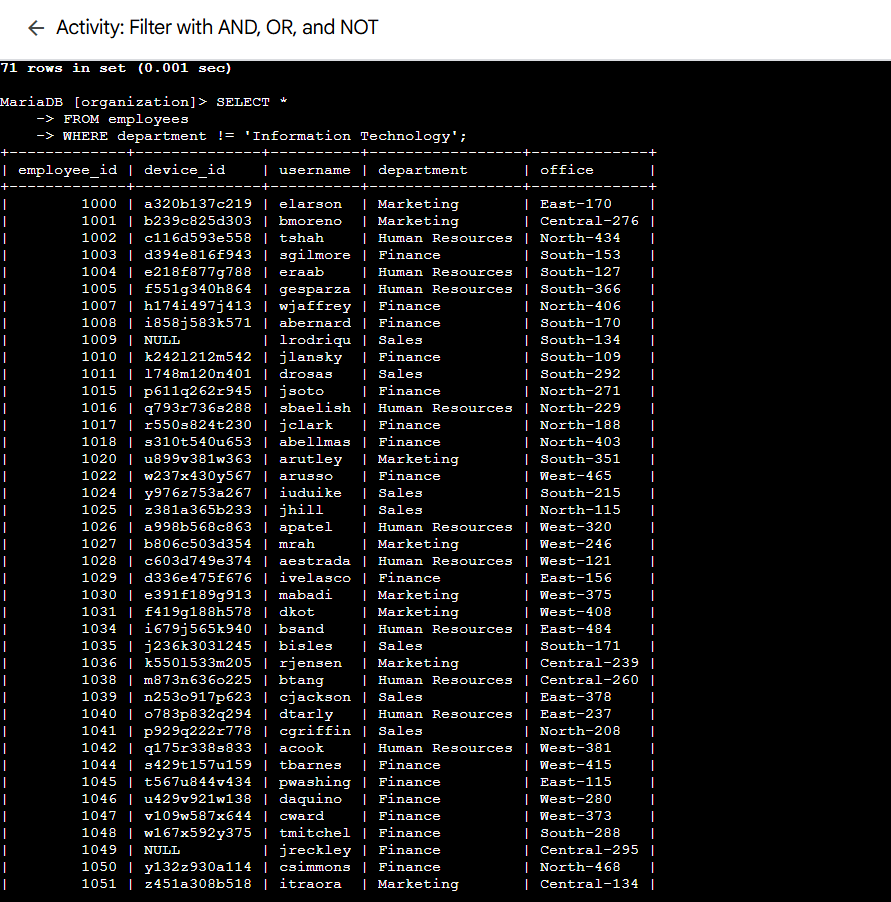 ← Activity: Filter with AND, OR, and NOT
71 rows in set (0.001 sec)
MariaDB [organization]> SELECT *
    -> FROM employees
    -> WHERE department != 'Information Technology';
+-------------+--------------+----------+-----------------+-------------+
| employee_id | device_id    | username | department      | office      |
+-------------+--------------+----------+-----------------+-------------+
|        1000 | a320b137c219 | elarson  | Marketing       | East-170    |
|        1001 | b239c825d303 | bmoreno  | Marketing       | Central-276 |
|        1002 | c116d593e558 | tshah    | Human Resources | North-434   |
|        1003 | d394e816f943 | sgilmore | Finance         | South-153   |
|        1004 | e218f877g788 | eraab    | Human Resources | South-127   |
|        1005 | f551g340h864 | gesparza | Human Resources | South-366   |
|        1007 | h174i497j413 | wjaffrey | Finance         | North-406   |
|        1008 | i858j583k571 | abernard | Finance         | South-170   |
|        1009 | NULL         | lrodriqu | Sales           | South-134   |
|        1010 | k242l212m542 | jlansky  | Finance         | South-109   |
|        1011 | l748m120n401 | drosas   | Sales           | South-292   |
|        1015 | p611q262r945 | jsoto    | Finance         | North-271   |
|        1016 | q793r736s288 | sbaelish | Human Resources | North-229   |
|        1017 | r550s824t230 | jclark   | Finance         | North-188   |
|        1018 | s310t540u653 | abellmas | Finance         | North-403   |
|        1020 | u899v381w363 | arutley  | Marketing       | South-351   |
|        1022 | w237x430y567 | arusso   | Finance         | West-465    |
|        1024 | y976z753a267 | iuduike  | Sales           | South-215   |
|        1025 | z381a365b233 | jhill    | Sales           | North-115   |
|        1026 | a998b568c863 | apatel   | Human Resources | West-320    |
|        1027 | b806c503d354 | mrah     | Marketing       | West-246    |
|        1028 | c603d749e374 | aestrada | Human Resources | West-121    |
|        1029 | d336e475f676 | ivelasco | Finance         | East-156    |
|        1030 | e391f189g913 | mabadi   | Marketing       | West-375    |
|        1031 | f419g188h578 | dkot     | Marketing       | West-408    |
|        1034 | i679j565k940 | bsand    | Human Resources | East-484    |
|        1035 | j236k303l245 | bisles   | Sales           | South-171   |
|        1036 | k550l533m205 | rjensen  | Marketing       | Central-239 |
|        1038 | m873n636o225 | btang    | Human Resources | Central-260 |
|        1039 | n253o917p623 | cjackson | Sales           | East-378    |
|        1040 | o783p832q294 | dtarly   | Human Resources | East-237    |
|        1041 | p929q222r778 | cgriffin | Sales           | North-208   |
|        1042 | q175r338s833 | acook    | Human Resources | West-381    |
|        1044 | s429t157u159 | tbarnes  | Finance         | West-415    |
|        1045 | t567u844v434 | pwashing | Finance         | East-115    |
|        1046 | u429v921w138 | daquino  | Finance         | West-280    |
|        1047 | v109w587x644 | cward    | Finance         | West-373    |
|        1048 | w167x592y375 | tmitchel | Finance         | South-288   |
|        1049 | NULL         | jreckley | Finance         | Central-295 |
|        1050 | y132z930a114 | csimmons | Finance         | North-468   |
|        1051 | z451a308b518 | itraora  | Marketing       | Central-134 |